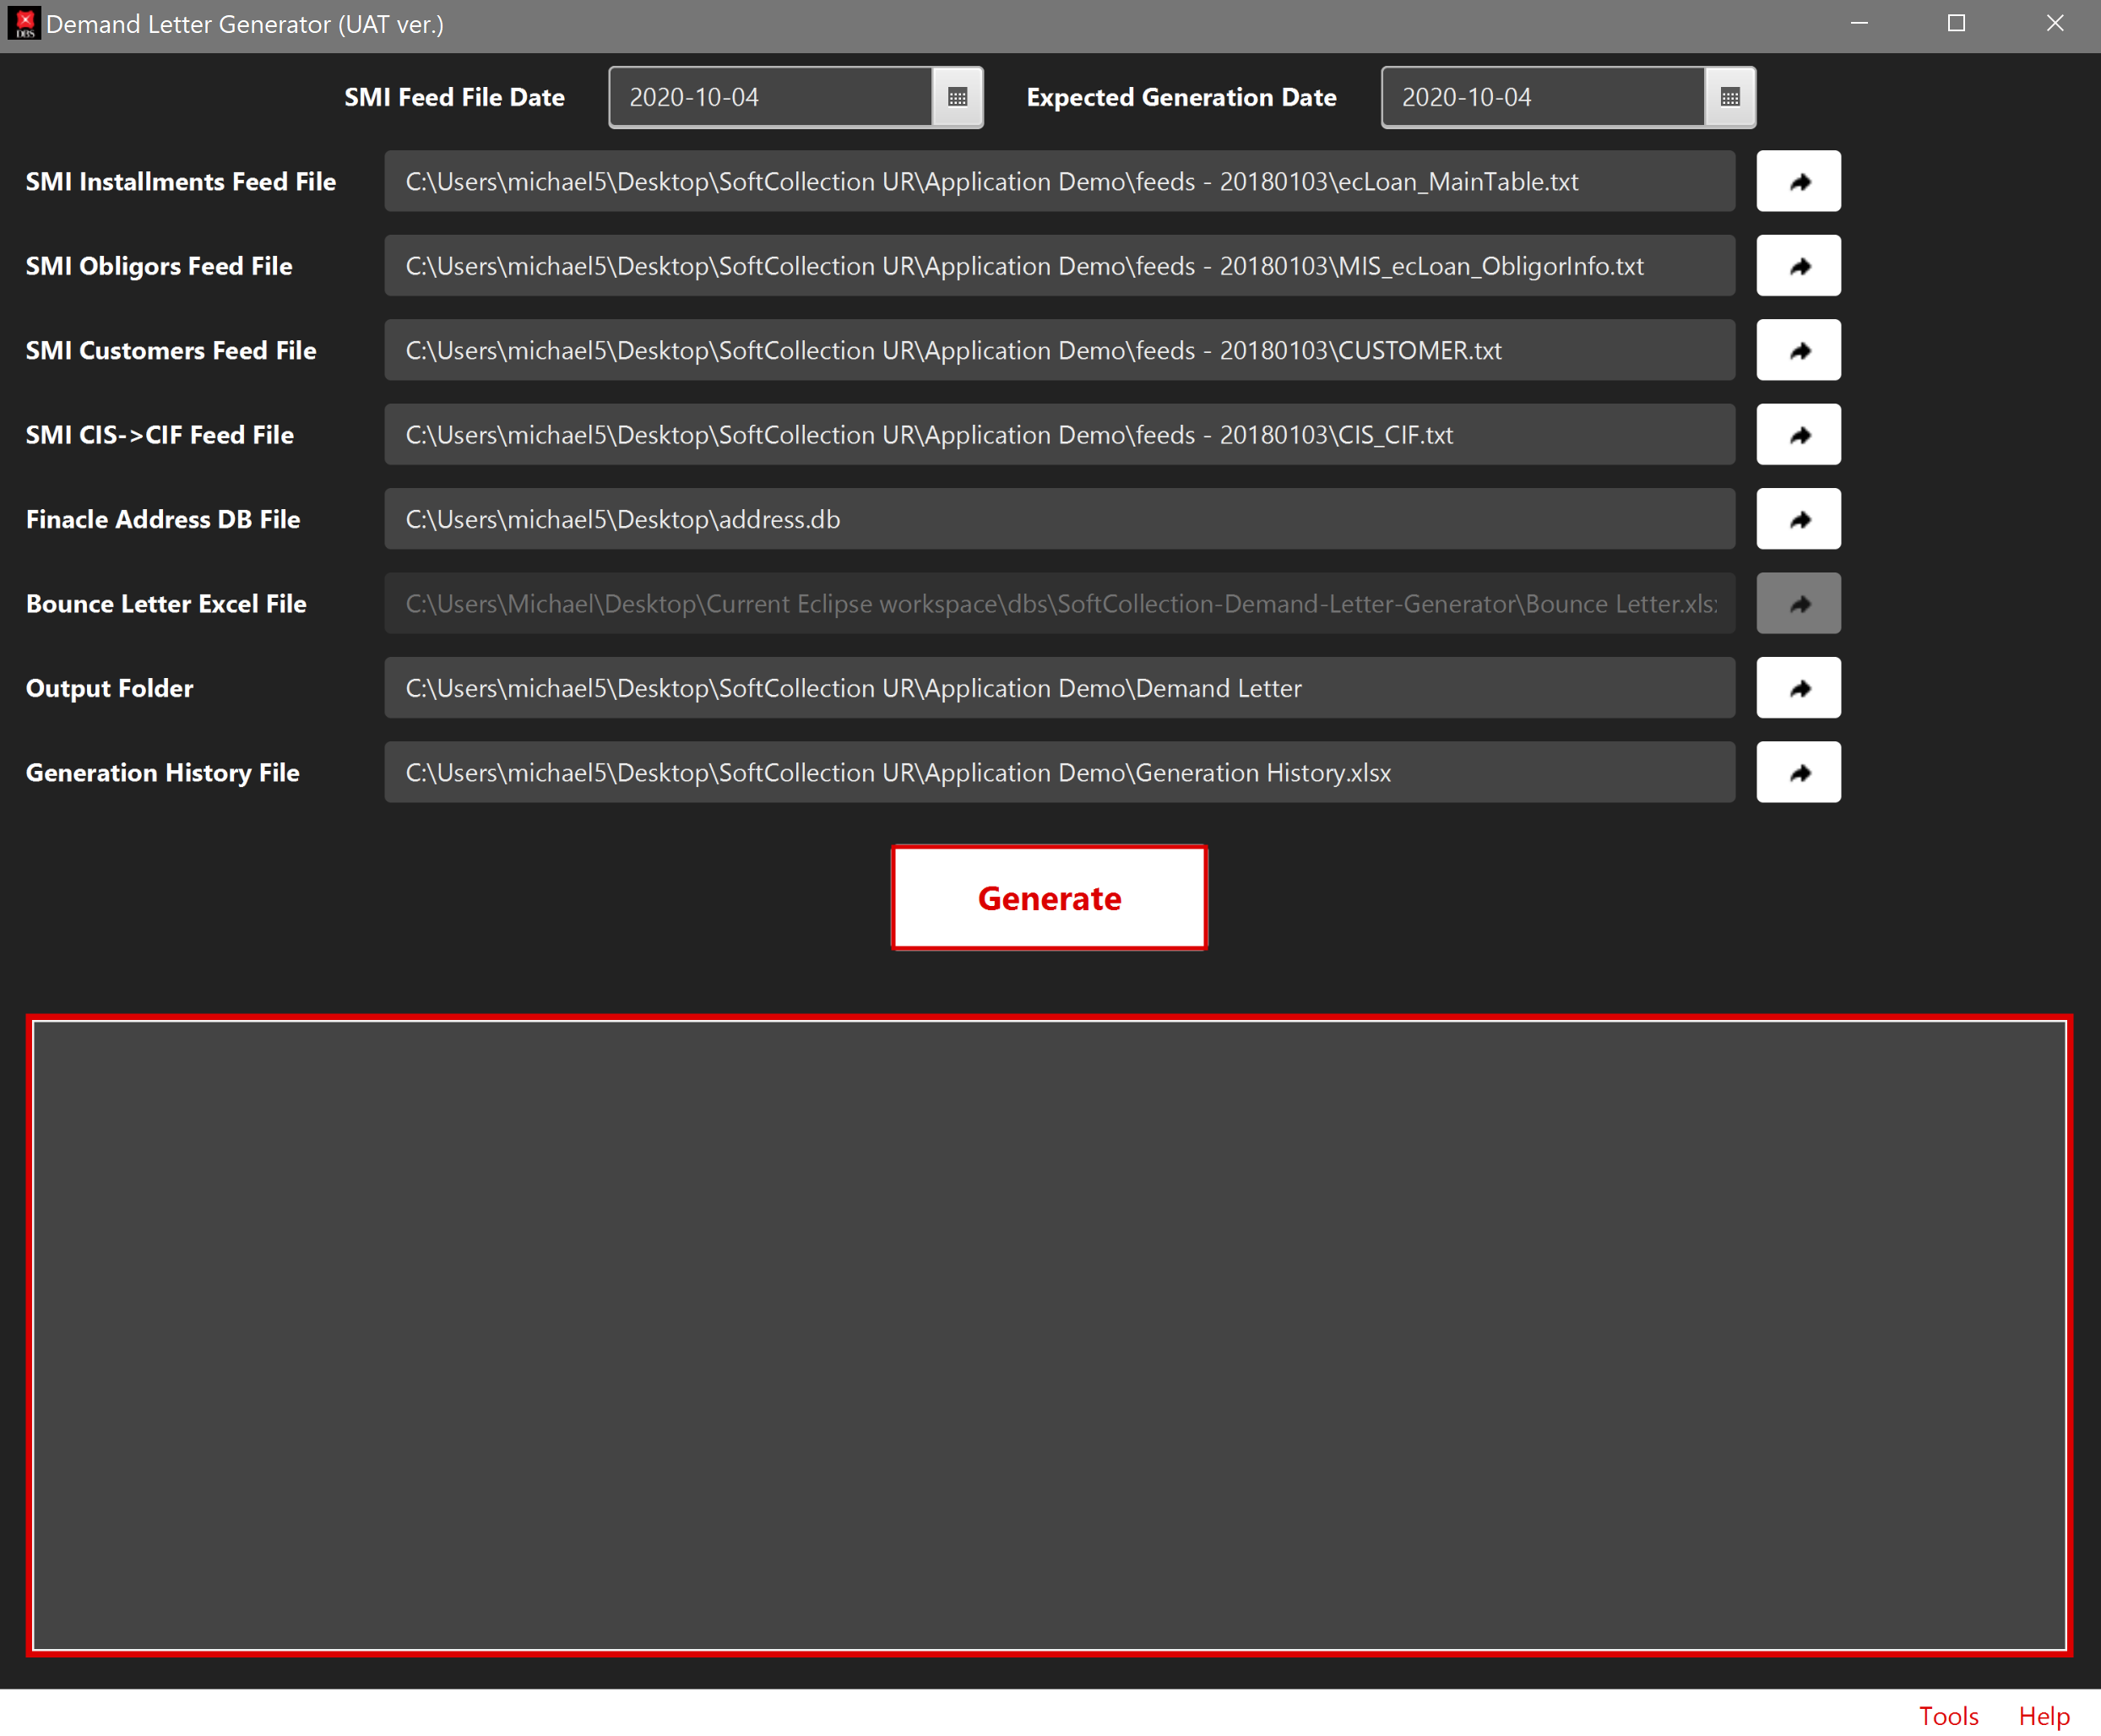 DBS Demand Letter Generator (UAT ver.)
SMI Feed File Date 2020-10-04 Expected Generation Date 2020-10-04
SMI Installments Feed File C:\Users\michael5\Desktop\SoftCollection UR\Application Demo\feeds - 20180103\ecLoan_MainTable.txt
SMI Obligors Feed File C:\Users\michael5\Desktop\SoftCollection UR\Application Demo\feeds - 20180103\MIS_ecLoan_ObligorInfo.txt
SMI Customers Feed File C:\Users\michael5\Desktop\SoftCollection UR\Application Demo\feeds - 20180103\CUSTOMER.txt
SMI CIS->CIF Feed File C:\Users\michael5\Desktop\SoftCollection UR\Application Demo\feeds - 20180103\CIS_CIF.txt
Finacle Address DB File C:\Users\michael5\Desktop\address.db
Bounce Letter Excel File C:\Users\Michael\Desktop\Current Eclipse workspace\dbs\SoftCollection-Demand-Letter-Generator\Bounce Letter.xls
Output Folder C:\Users\michael5\Desktop\SoftCollection UR\Application Demo\Demand Letter
Generation History File C:\Users\michael5\Desktop\SoftCollection UR\Application Demo\Generation History.xlsx
Generate
Tools Help